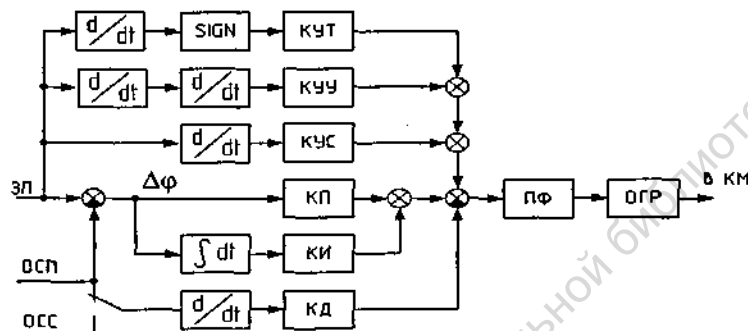 d/dt SIGN КУТ
d/dt d/dt КУУ
d/dt КУС
ЗП Δφ КП ПФ ОГР В КМ
∫ dt КИ
ОСП
d/dt КД
ОСС